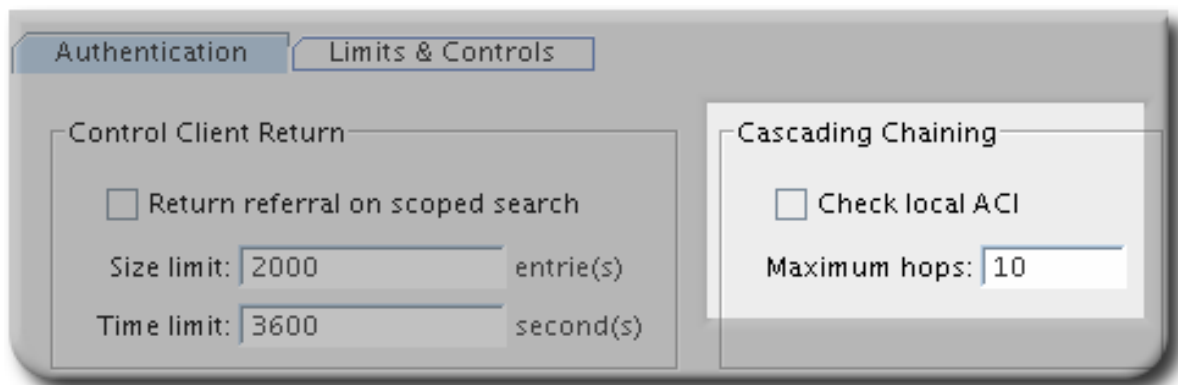 Authentication Limits & Controls
Control Client Return
Return referral on scoped search
Size limit: 2000 entrie(s)
Time limit: 3600 second(s)
Cascading Chaining
Check local ACI
Maximum hops: 10